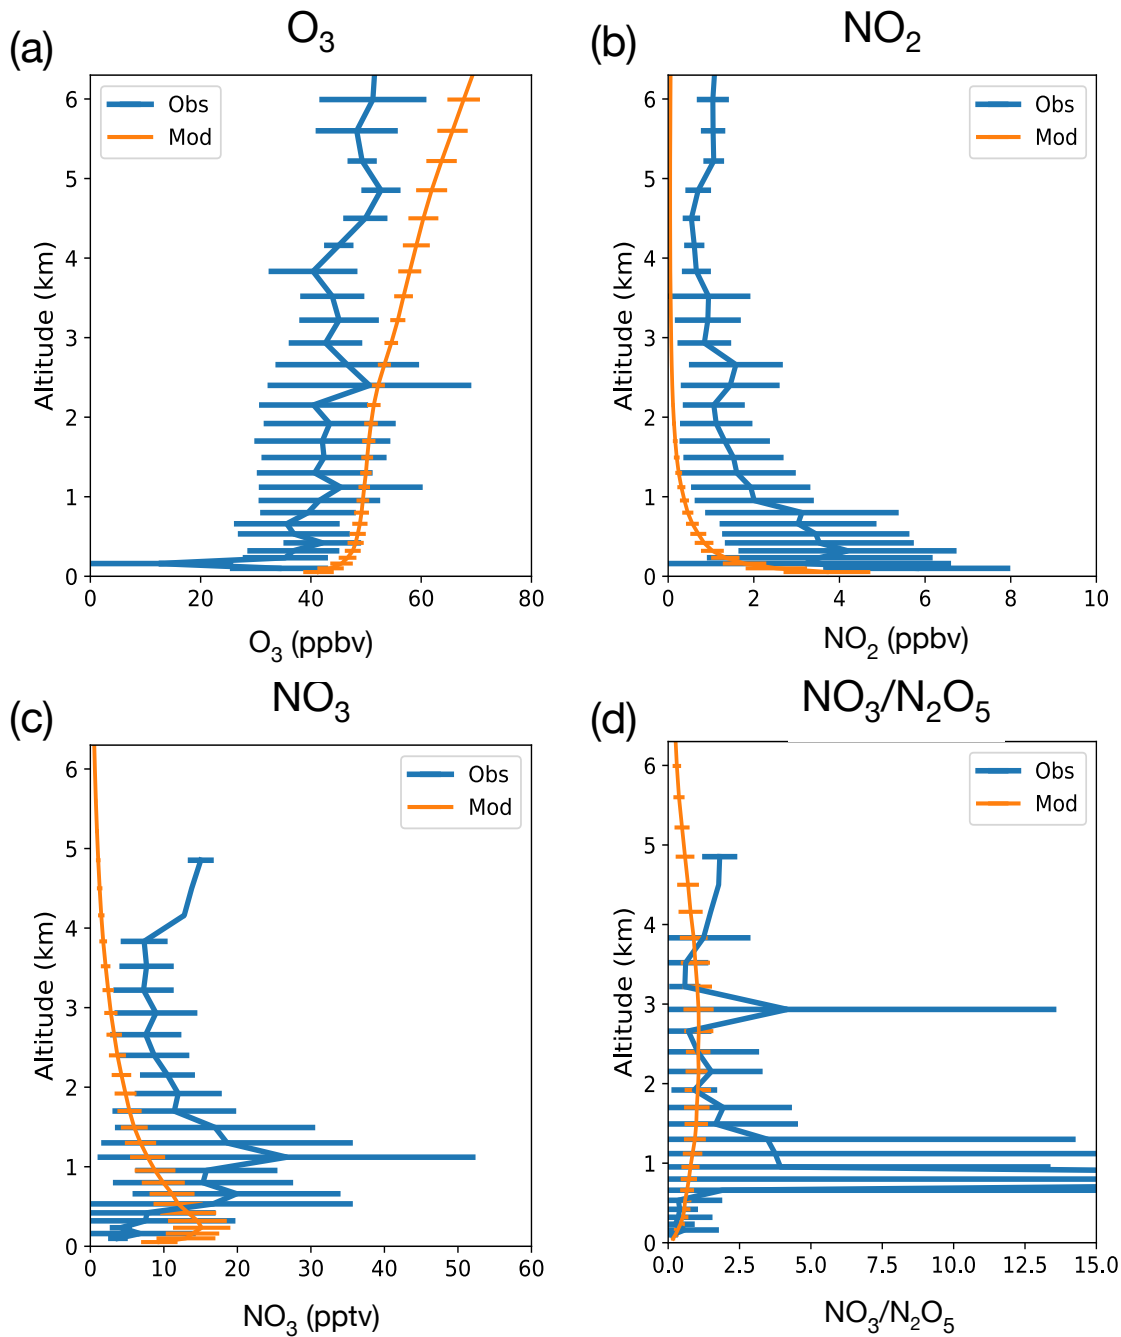 (a)
O3
Obs
Mod
Altitude (km)
6
5
4
3
2
1
0
0 20 40 60 80
O3 (ppbv)
(b)
NO2
Obs
Mod
Altitude (km)
6
5
4
3
2
1
0
0 2 4 6 8 10
NO2 (ppbv)
(c)
NO3
Obs
Mod
Altitude (km)
6
5
4
3
2
1
0
0 10 20 30 40 50 60
NO3 (pptv)
(d)
NO3/N2O5
Obs
Mod
Altitude (km)
6
5
4
3
2
1
0
0.0 2.5 5.0 7.5 10.0 12.5 15.0
NO3/N2O5